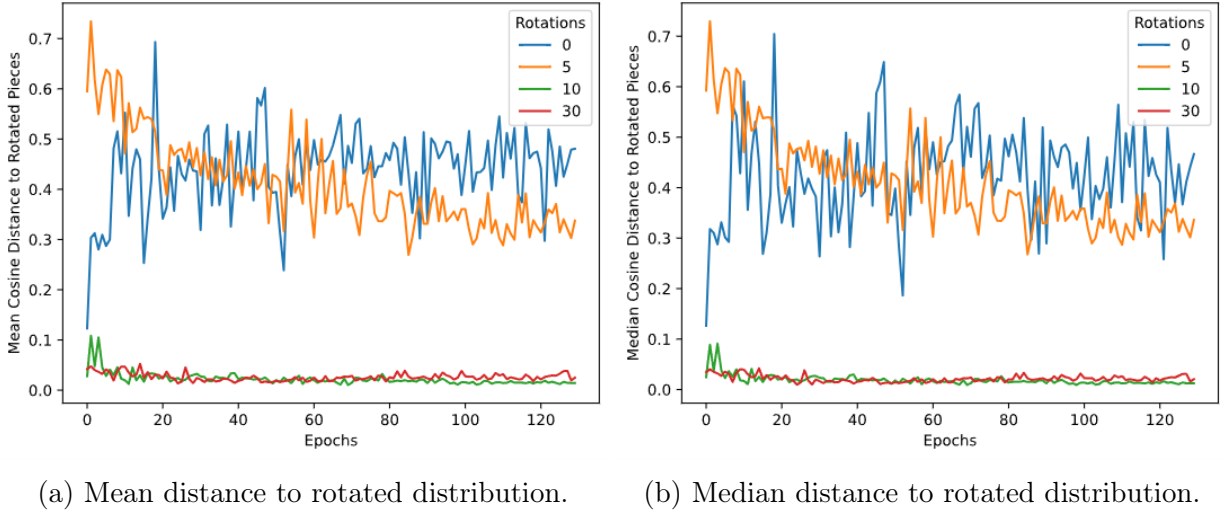 Mean Cosine Distance to Rotated Pieces
0.7
0.6
0.5
0.4
0.3
0.2
0.1
0.0
0 20 40 60 80 100 120
Epochs
Rotations
0
5
10
30
(a) Mean distance to rotated distribution.
Median Cosine Distance to Rotated Pieces
0.7
0.6
0.5
0.4
0.3
0.2
0.1
0.0
0 20 40 60 80 100 120
Epochs
Rotations
0
5
10
30
(b) Median distance to rotated distribution.